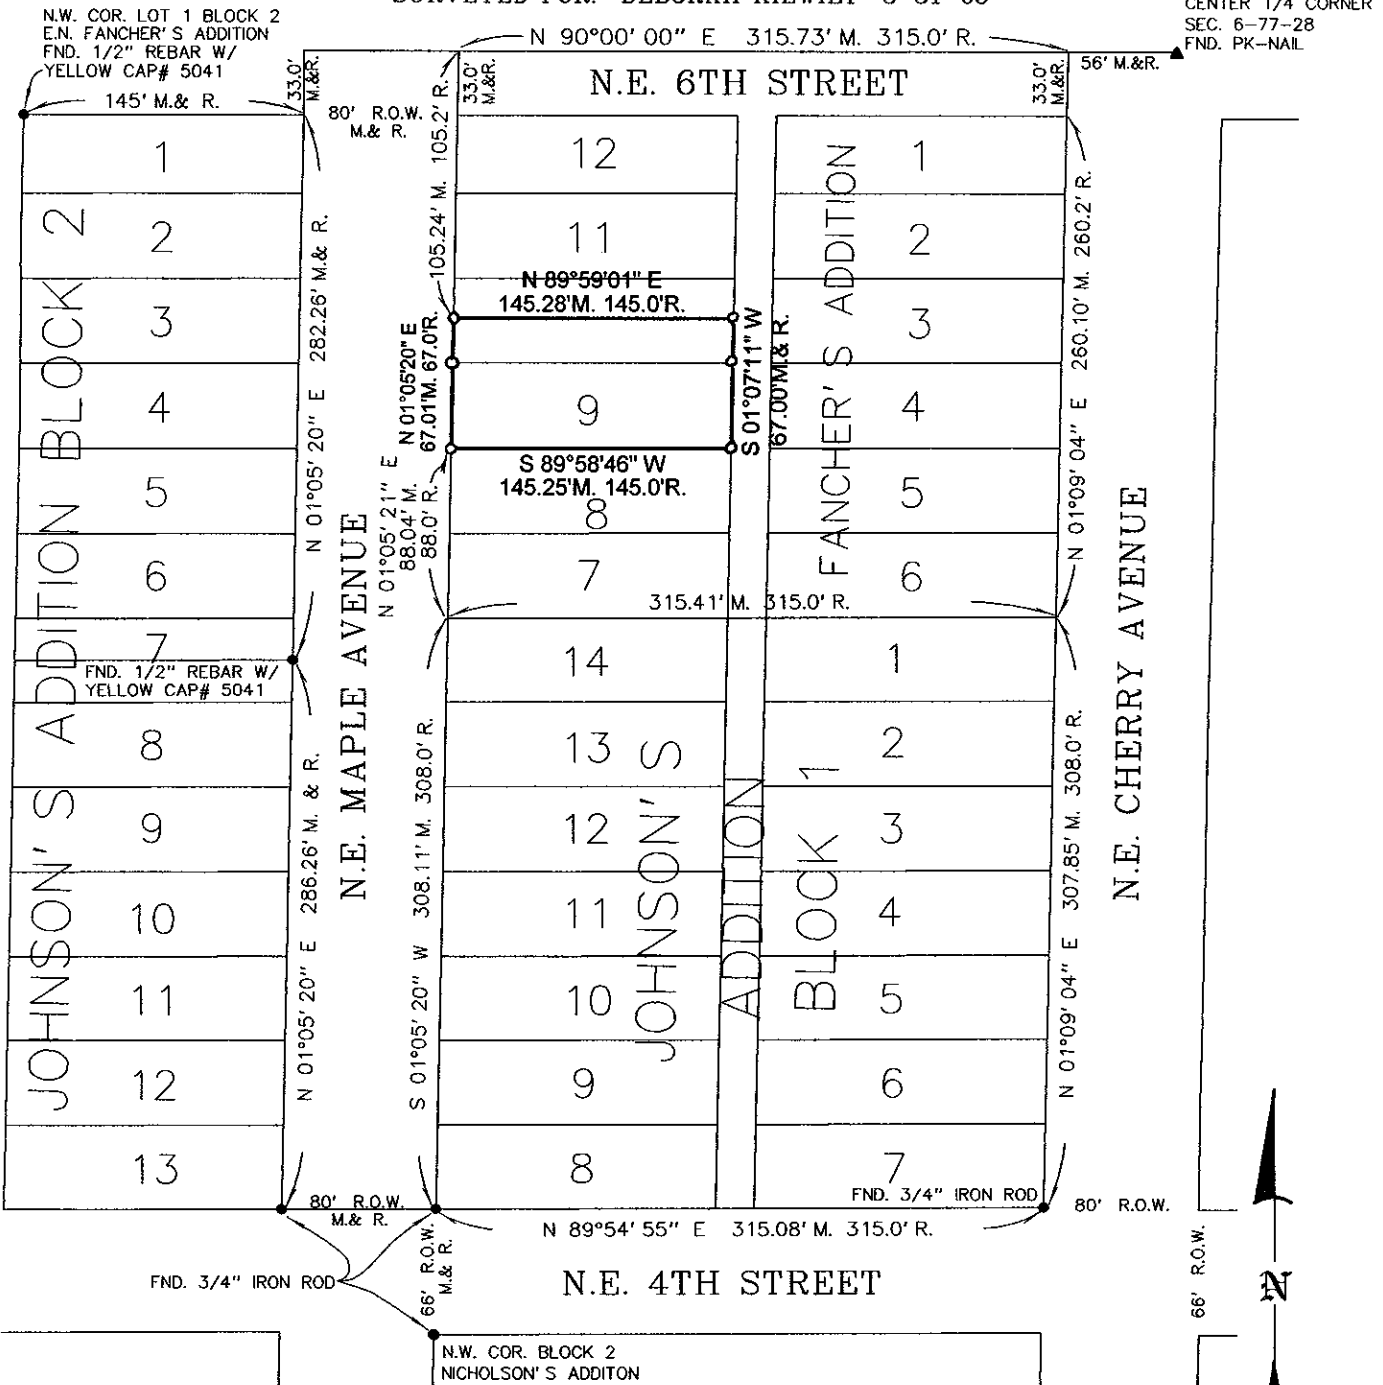 N.W. COR. LOT 1 BLOCK 2
E.N. FANCHER'S ADDITION
FND. 1/2" REBAR W/
YELLOW CAP# 5041
CENTER 1/4 CORNER
SEC. 6-77-28
FND. PK-NAIL
N 90°00'00" E 315.73' M. 315.0' R.
56' M.&R.
145' M.& R.
33.0'
M.&R.
80' R.O.W.
M.& R.
33.0'
M.&R.
N.E. 6TH STREET
33.0'
M.&R.
1
2
3
4
5
6
7
FND. 1/2" REBAR W/
YELLOW CAP# 5041
8
9
10
11
12
13
JOHNSON'S ADDITION BLOCK 2
N 01°05'20" E 282.26' M.& R.
N 01°05'20" E 286.26' M. & R.
N.E. MAPLE AVENUE
105.24' M. 105.2' R.
12
11
N 89°59'01" E
145.28'M. 145.0'R.
N 01°05'20" E
67.01'M. 67.0'R.
9
S 01°07'11" W
67.00'M.& R.
S 89°58'46" W
145.25'M. 145.0'R.
N 01°05'21" E
88.04' M.
88.0' R.
8
7
1
2
3
4
5
6
FANCHER'S ADDITION
N 01°09'04" E 260.10' M. 260.2' R.
315.41' M. 315.0' R.
14
13
12
11
10
9
8
JOHNSON'S
ADDITION
BLOCK 1
1
2
3
4
5
6
7
S 01°05'20" W 308.11' M. 308.0' R.
N 01°09'04" E 307.85' M. 308.0' R.
N.E. CHERRY AVENUE
FND. 3/4" IRON ROD
80' R.O.W.
M.& R.
80' R.O.W.
N 89°54'55" E 315.08' M. 315.0' R.
FND. 3/4" IRON ROD
66' R.O.W.
M.& R.
N.E. 4TH STREET
66' R.O.W.
N
N.W. COR. BLOCK 2
NICHOLSON'S ADDITON